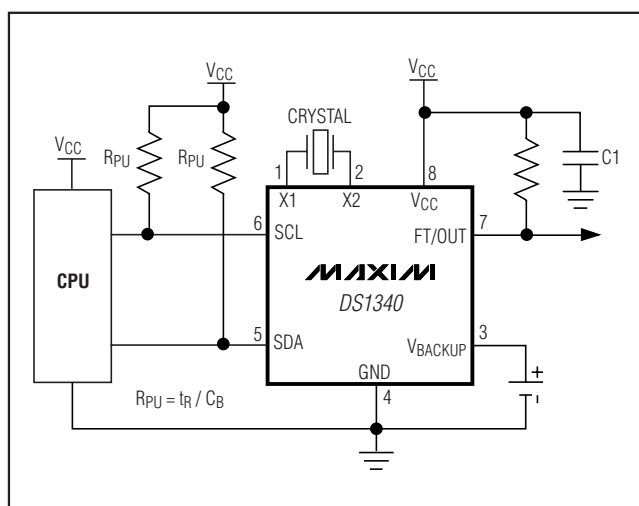 VCC
VCC
CRYSTAL
VCC
RPU
RPU
C1
1
2
8
X1
X2
VCC
6
SCL
7
FT/OUT
CPU
MAXIM
DS1340
5
SDA
3
VBACKUP
+
-
GND
4
RPU = tR / CB